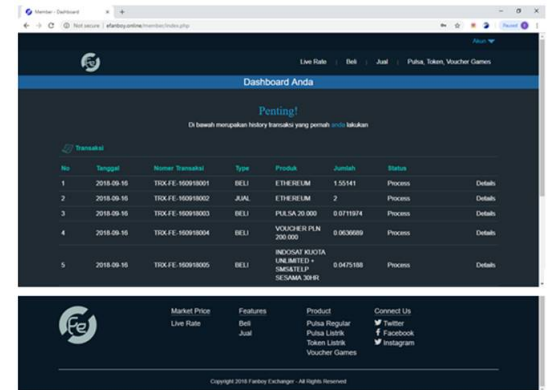 Member - Dashboard
Not secure | efanboy.online/member/index.php
Paused
Akun
Fe
Live Rate | Beli | Jual | Pulsa, Token, Voucher Games
Dashboard Anda
Penting!
Di bawah merupakan history transaksi yang pernah anda lakukan
Transaksi
No Tanggal Nomer Transaksi Type Produk Jumlah Status
1 2018-09-16 TRX-FE-160918001 BELI ETHEREUM 1.55141 Process Details
2 2018-09-16 TRX-FE-160918002 JUAL ETHEREUM 2 Process Details
3 2018-09-16 TRX-FE-160918003 BELI PULSA 20.000 0.0711974 Process Details
4 2018-09-16 TRX-FE-160918004 BELI VOUCHER PLN 200.000 0.0636689 Process Details
5 2018-09-16 TRX-FE-160918005 BELI INDOSAT KUOTA UNLIMITED + SMS&TELP SESAMA 30HR 0.0475188 Process Details
Fe
Market Price Features Product Connect Us
Live Rate Beli Pulsa Regular Twitter
Jual Pulsa Listrik Facebook
Token Listrik Instagram
Voucher Games
Copyright 2018 Fanboy Exchanger - All Rights Reserved